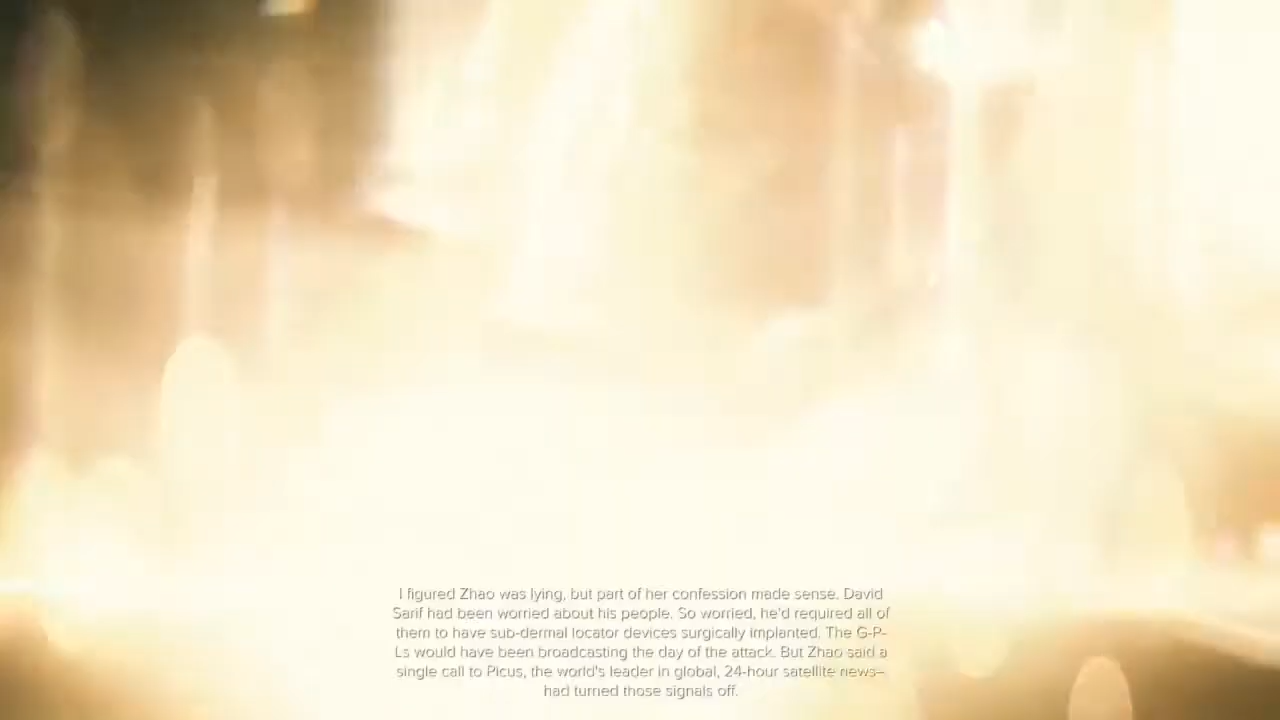 I figured Zhao was lying, but part of her confession made sense. David
Sarif had been worried about his people. So worried, he'd required all of
them to have sub-dermal locator devices surgically implanted. The G-P-
Ls would have been broadcasting the day of the attack. But Zhao said a
single call to Picus, the world's leader in global, 24-hour satellite news–
had turned those signals off.